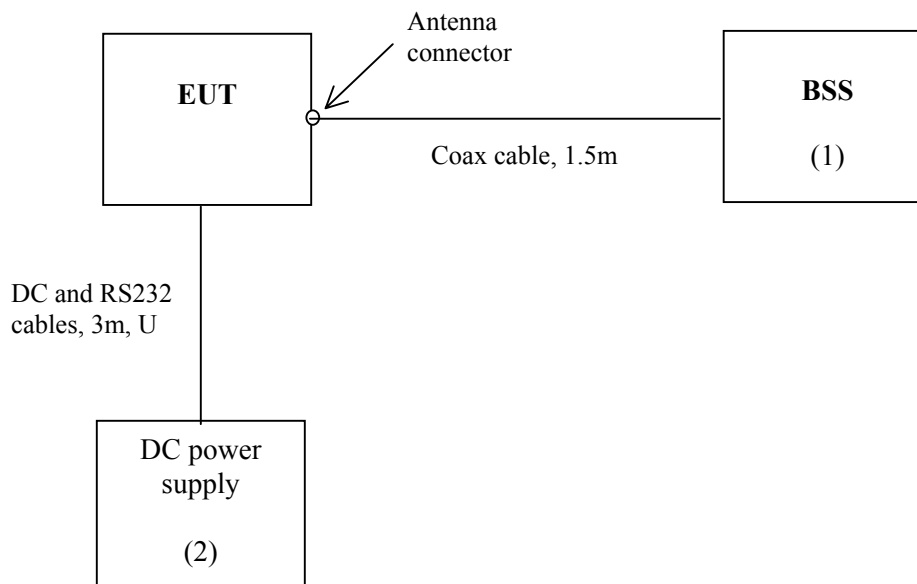 Antenna
connector
EUT
BSS
(1)
Coax cable, 1.5m
DC and RS232
cables, 3m, U
DC power
supply
(2)